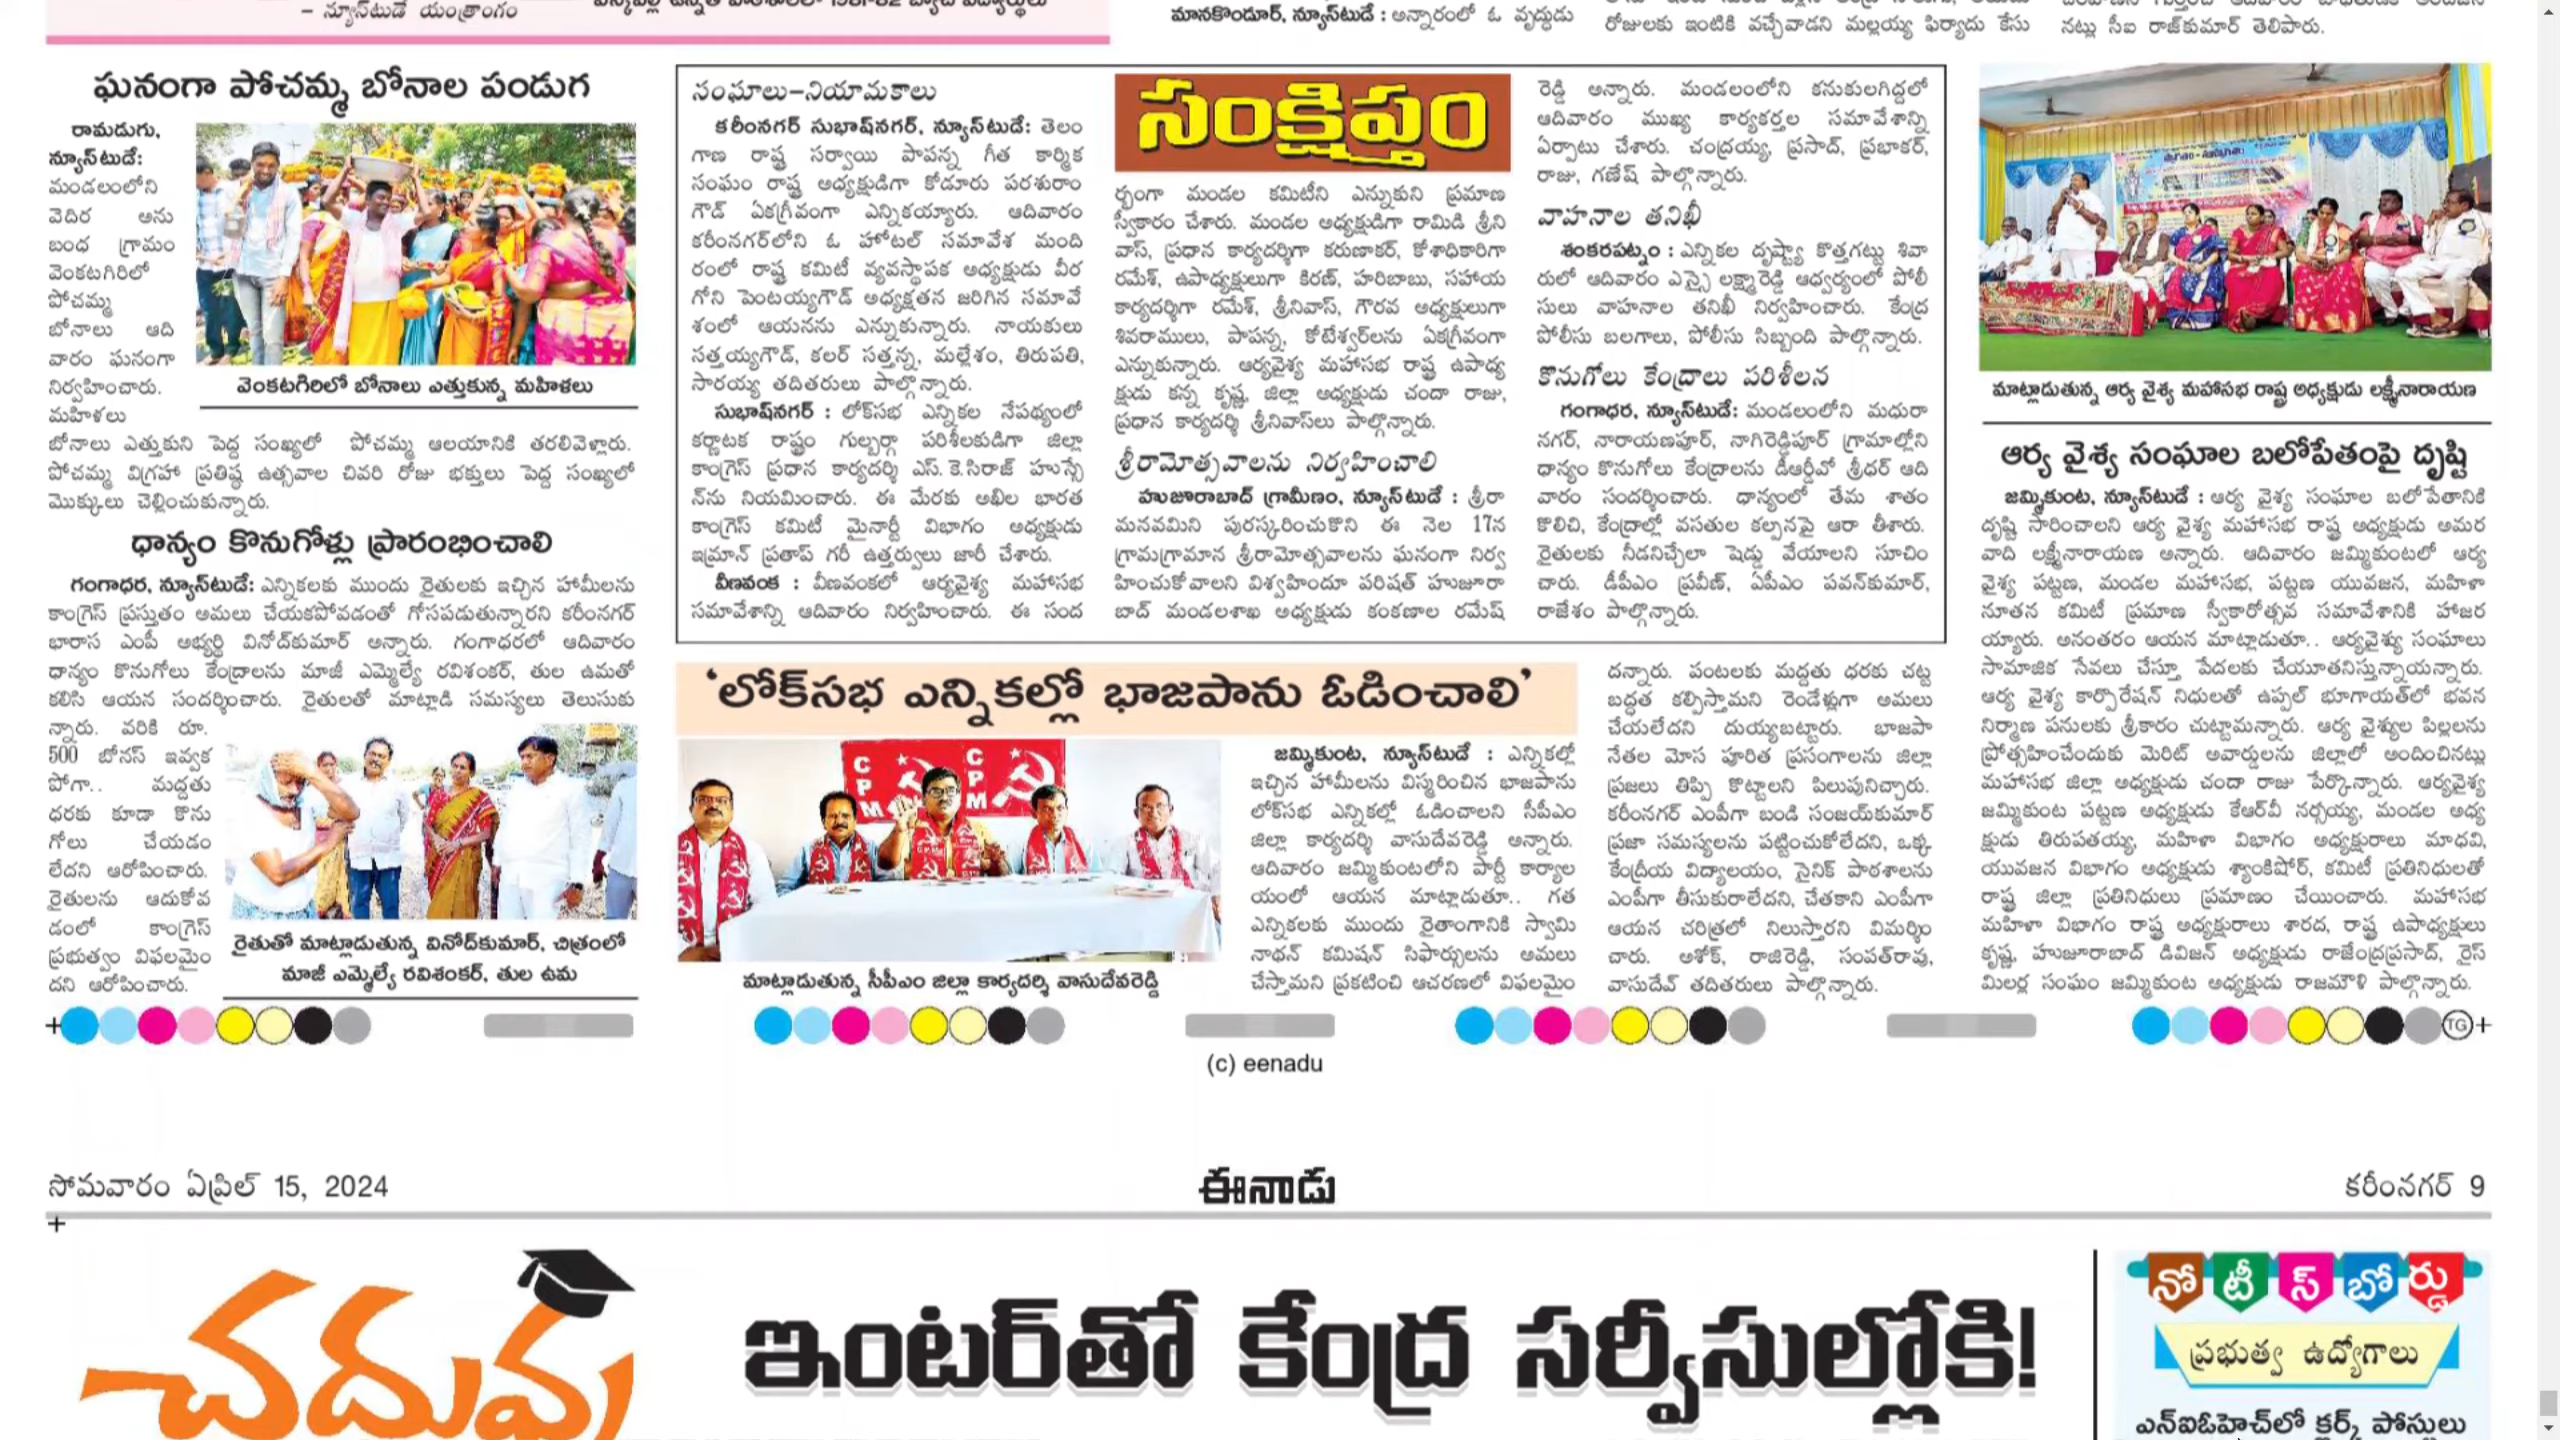 – న్యూస్‌టుడే యంత్రాంగం
మానకొండూర్, న్యూస్‌టుడే : అన్నారంలో ఓ వృద్ధుడు
రోజులకు ఇంటికి వచ్చేవాడని మల్లయ్య ఫిర్యాదు కేసు
నట్లు సీఐ రాజ్‌కుమార్ తెలిపారు.
ఘనంగా పోచమ్మ బోనాల పండుగ
రామడుగు,
న్యూస్‌టుడే:
మండలంలోని
వెదిర అను
బంధ గ్రామం
వెంకటగిరిలో
పోచమ్మ
బోనాలు ఆది
వారం ఘనంగా
నిర్వహించారు.
మహిళలు
వెంకటగిరిలో బోనాలు ఎత్తుకున్న మహిళలు
బోనాలు ఎత్తుకుని పెద్ద సంఖ్యలో పోచమ్మ ఆలయానికి తరలివెళ్లారు.
పోచమ్మ విగ్రహ ప్రతిష్ఠ ఉత్సవాల చివరి రోజు భక్తులు పెద్ద సంఖ్యలో
మొక్కులు చెల్లించుకున్నారు.
ధాన్యం కొనుగోళ్లు ప్రారంభించాలి
గంగాధర, న్యూస్‌టుడే: ఎన్నికలకు ముందు రైతులకు ఇచ్చిన హామీలను
కాంగ్రెస్ ప్రస్తుతం అమలు చేయకపోవడంతో గోసపడుతున్నారని కరీంనగర్
భారాస ఎంపీ అభ్యర్థి వినోద్‌కుమార్ అన్నారు. గంగాధరలో ఆదివారం
ధాన్యం కొనుగోలు కేంద్రాలను మాజీ ఎమ్మెల్యే రవిశంకర్, తుల ఉమతో
కలిసి ఆయన సందర్శించారు. రైతులతో మాట్లాడి సమస్యలు తెలుసుకు
న్నారు. వరికి రూ.
500 బోనస్ ఇవ్వక
పోగా.. మద్దతు
ధరకు కూడా కొను
గోలు చేయడం
లేదని ఆరోపించారు.
రైతులను ఆదుకోవ
డంలో కాంగ్రెస్
ప్రభుత్వం విఫలమైం
దని ఆరోపించారు.
రైతుతో మాట్లాడుతున్న వినోద్‌కుమార్, చిత్రంలో
మాజీ ఎమ్మెల్యే రవిశంకర్, తుల ఉమ
సంఘాలు-నియామకాలు
కరీంనగర్ సుభాష్‌నగర్, న్యూస్‌టుడే: తెలం
గాణ రాష్ట్ర సర్వాయి పాపన్న గీత కార్మిక
సంఘం రాష్ట్ర అధ్యక్షుడిగా కోడూరు పరశురాం
గౌడ్ ఏకగ్రీవంగా ఎన్నికయ్యారు. ఆదివారం
కరీంనగర్‌లోని ఓ హోటల్ సమావేశ మంది
రంలో రాష్ట్ర కమిటీ వ్యవస్థాపక అధ్యక్షుడు వీర
గోని పెంటయ్యగౌడ్ అధ్యక్షతన జరిగిన సమావే
శంలో ఆయనను ఎన్నుకున్నారు. నాయకులు
సత్తయ్యగౌడ్, కలర్ సత్తన్న, మల్లేశం, తిరుపతి,
సారయ్య తదితరులు పాల్గొన్నారు.
సుభాష్‌నగర్ : లోక్‌సభ ఎన్నికల నేపథ్యంలో
కర్ణాటక రాష్ట్రం గుల్బర్గా పరిశీలకుడిగా జిల్లా
కాంగ్రెస్ ప్రధాన కార్యదర్శి ఎస్.కె.సిరాజ్ హుస్సే
న్‌ను నియమించారు. ఈ మేరకు అఖిల భారత
కాంగ్రెస్ కమిటీ మైనార్టీ విభాగం అధ్యక్షుడు
ఇమ్రాన్ ప్రతాప్ గరీ ఉత్తర్వులు జారీ చేశారు.
వీణవంక : వీణవంకలో ఆర్యవైశ్య మహాసభ
సమావేశాన్ని ఆదివారం నిర్వహించారు. ఈ సంద
సంక్షిప్తం
ర్భంగా మండల కమిటీని ఎన్నుకుని ప్రమాణ
స్వీకారం చేశారు. మండల అధ్యక్షుడిగా రామిడి శ్రీని
వాస్, ప్రధాన కార్యదర్శిగా కరుణాకర్, కోశాధికారిగా
రమేశ్, ఉపాధ్యక్షులుగా కిరణ్, హరిబాబు, సహాయ
కార్యదర్శిగా రమేశ్, శ్రీనివాస్, గౌరవ అధ్యక్షులుగా
శివరాములు, పాపన్న, కోటేశ్వర్‌లను ఏకగ్రీవంగా
ఎన్నుకున్నారు. ఆర్యవైశ్య మహాసభ రాష్ట్ర ఉపాధ్య
క్షుడు కన్న కృష్ణ, జిల్లా అధ్యక్షుడు చందా రాజు,
ప్రధాన కార్యదర్శి శ్రీనివాస్‌లు పాల్గొన్నారు.
శ్రీరామోత్సవాలను నిర్వహించాలి
హుజూరాబాద్ గ్రామీణం, న్యూస్‌టుడే : శ్రీరా
మనవమిని పురస్కరించుకొని ఈ నెల 17న
గ్రామగ్రామాన శ్రీరామోత్సవాలను ఘనంగా నిర్వ
హించుకోవాలని విశ్వహిందూ పరిషత్ హుజూరా
బాద్ మండలశాఖ అధ్యక్షుడు కంకణాల రమేష్
రెడ్డి అన్నారు. మండలంలోని కనుకులగిద్దలో
ఆదివారం ముఖ్య కార్యకర్తల సమావేశాన్ని
ఏర్పాటు చేశారు. చంద్రయ్య, ప్రసాద్, ప్రభాకర్,
రాజు, గణేష్ పాల్గొన్నారు.
వాహనాల తనిఖీ
శంకరపట్నం : ఎన్నికల దృష్ట్యా కొత్తగట్టు శివా
రులో ఆదివారం ఎస్సై లక్ష్మారెడ్డి ఆధ్వర్యంలో పోలీ
సులు వాహనాల తనిఖీ నిర్వహించారు. కేంద్ర
పోలీసు బలగాలు, పోలీసు సిబ్బంది పాల్గొన్నారు.
కొనుగోలు కేంద్రాలు పరిశీలన
గంగాధర, న్యూస్‌టుడే: మండలంలోని మధురా
నగర్, నారాయణపూర్, నాగిరెడ్డిపూర్ గ్రామాల్లోని
ధాన్యం కొనుగోలు కేంద్రాలను డీఆర్డీవో శ్రీధర్ ఆది
వారం సందర్శించారు. ధాన్యంలో తేమ శాతం
కొలిచి, కేంద్రాల్లో వసతుల కల్పనపై ఆరా తీశారు.
రైతులకు నీడనిచ్చేలా షెడ్డు వేయాలని సూచిం
చారు. డీపీఎం ప్రవీణ్, ఏపీఎం పవన్‌కుమార్,
రాజేశం పాల్గొన్నారు.
‘లోక్‌సభ ఎన్నికల్లో భాజపాను ఓడించాలి’
CPM
CPM
మాట్లాడుతున్న సీపీఎం జిల్లా కార్యదర్శి వాసుదేవరెడ్డి
జమ్మికుంట, న్యూస్‌టుడే : ఎన్నికల్లో
ఇచ్చిన హామీలను విస్మరించిన భాజపాను
లోక్‌సభ ఎన్నికల్లో ఓడించాలని సీపీఎం
జిల్లా కార్యదర్శి వాసుదేవరెడ్డి అన్నారు.
ఆదివారం జమ్మికుంటలోని పార్టీ కార్యాల
యంలో ఆయన మాట్లాడుతూ.. గత
ఎన్నికలకు ముందు రైతాంగానికి స్వామి
నాథన్ కమిషన్ సిఫార్సులను అమలు
చేస్తామని ప్రకటించి ఆచరణలో విఫలమైం
దన్నారు. పంటలకు మద్దతు ధరకు చట్ట
బద్ధత కల్పిస్తామని రెండేళ్లుగా అమలు
చేయలేదని దుయ్యబట్టారు. భాజపా
నేతల మోస పూరిత ప్రసంగాలను జిల్లా
ప్రజలు తిప్పి కొట్టాలని పిలుపునిచ్చారు.
కరీంనగర్ ఎంపీగా బండి సంజయ్‌కుమార్
ప్రజా సమస్యలను పట్టించుకోలేదని, ఒక్క
కేంద్రీయ విద్యాలయం, సైనిక్ పాఠశాలను
ఎంపీగా తీసుకురాలేదని, చేతకాని ఎంపీగా
ఆయన చరిత్రలో నిలుస్తారని విమర్శిం
చారు. అశోక్, రాజిరెడ్డి, సంపత్‌రావు,
వాసుదేవ్ తదితరులు పాల్గొన్నారు.
మాట్లాడుతున్న ఆర్య వైశ్య మహాసభ రాష్ట్ర అధ్యక్షుడు లక్ష్మీనారాయణ
ఆర్య వైశ్య సంఘాల బలోపేతంపై దృష్టి
జమ్మికుంట, న్యూస్‌టుడే : ఆర్య వైశ్య సంఘాల బలోపేతానికి
దృష్టి సారించాలని ఆర్య వైశ్య మహాసభ రాష్ట్ర అధ్యక్షుడు అమర
వాది లక్ష్మీనారాయణ అన్నారు. ఆదివారం జమ్మికుంటలో ఆర్య
వైశ్య పట్టణ, మండల మహాసభ, పట్టణ యువజన, మహిళా
నూతన కమిటీ ప్రమాణ స్వీకారోత్సవ సమావేశానికి హాజర
య్యారు. అనంతరం ఆయన మాట్లాడుతూ.. ఆర్యవైశ్య సంఘాలు
సామాజిక సేవలు చేస్తూ పేదలకు చేయూతనిస్తున్నాయన్నారు.
ఆర్య వైశ్య కార్పొరేషన్ నిధులతో ఉప్పల్ భూగాయత్‌లో భవన
నిర్మాణ పనులకు శ్రీకారం చుట్టామన్నారు. ఆర్య వైశ్యుల పిల్లలను
ప్రోత్సహించేందుకు మెరిట్ అవార్డులను జిల్లాలో అందించినట్లు
మహాసభ జిల్లా అధ్యక్షుడు చందా రాజు పేర్కొన్నారు. ఆర్యవైశ్య
జమ్మికుంట పట్టణ అధ్యక్షుడు కేఆర్‌వీ నర్సయ్య, మండల అధ్య
క్షుడు తిరుపతయ్య, మహిళా విభాగం అధ్యక్షురాలు మాధవి,
యువజన విభాగం అధ్యక్షుడు శ్యాంకిషోర్, కమిటీ ప్రతినిధులతో
రాష్ట్ర జిల్లా ప్రతినిధులు ప్రమాణం చేయించారు. మహాసభ
మహిళా విభాగం రాష్ట్ర అధ్యక్షురాలు శారద, రాష్ట్ర ఉపాధ్యక్షులు
కృష్ణ, హుజూరాబాద్ డివిజన్ అధ్యక్షుడు రాజేంద్రప్రసాద్, రైస్
మిలర్ల సంఘం జమ్మికుంట అధ్యక్షుడు రాజమౌళి పాల్గొన్నారు.
TG
(c) eenadu
సోమవారం ఏప్రిల్ 15, 2024
ఈనాడు
కరీంనగర్ 9
చదువు
ఇంటర్‌తో కేంద్ర సర్వీసుల్లోకి!
నోటీస్ బోర్డు
ప్రభుత్వ ఉద్యోగాలు
ఎన్ఐఓహెచ్‌లో క్లర్క్ పోస్టులు